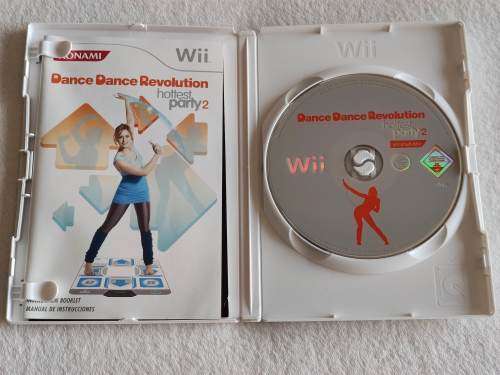 KONAMI
Wii
Dance Dance Revolution
hottest
party 2
INSTRUCTION BOOKLET
MANUAL DE INSTRUCCIONES
Wii
Dance Dance Revolution
hottest
party 2
Wii